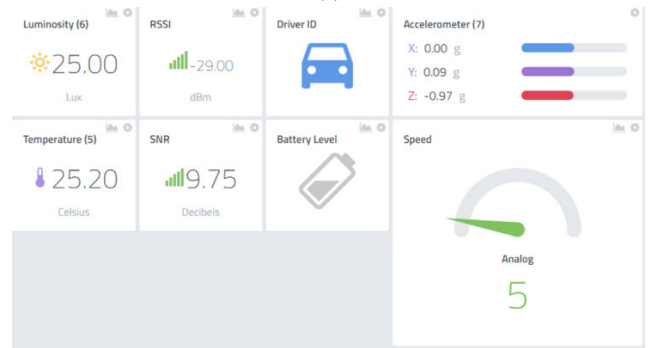 Luminosity (6)
25.00
Lux
RSSI
-29.00
dBm
Driver ID
Accelerometer (7)
X: 0.00 g
Y: 0.09 g
Z: -0.97 g
Temperature (5)
25.20
Celsius
SNR
9.75
Decibels
Battery Level
Speed
Analog
5